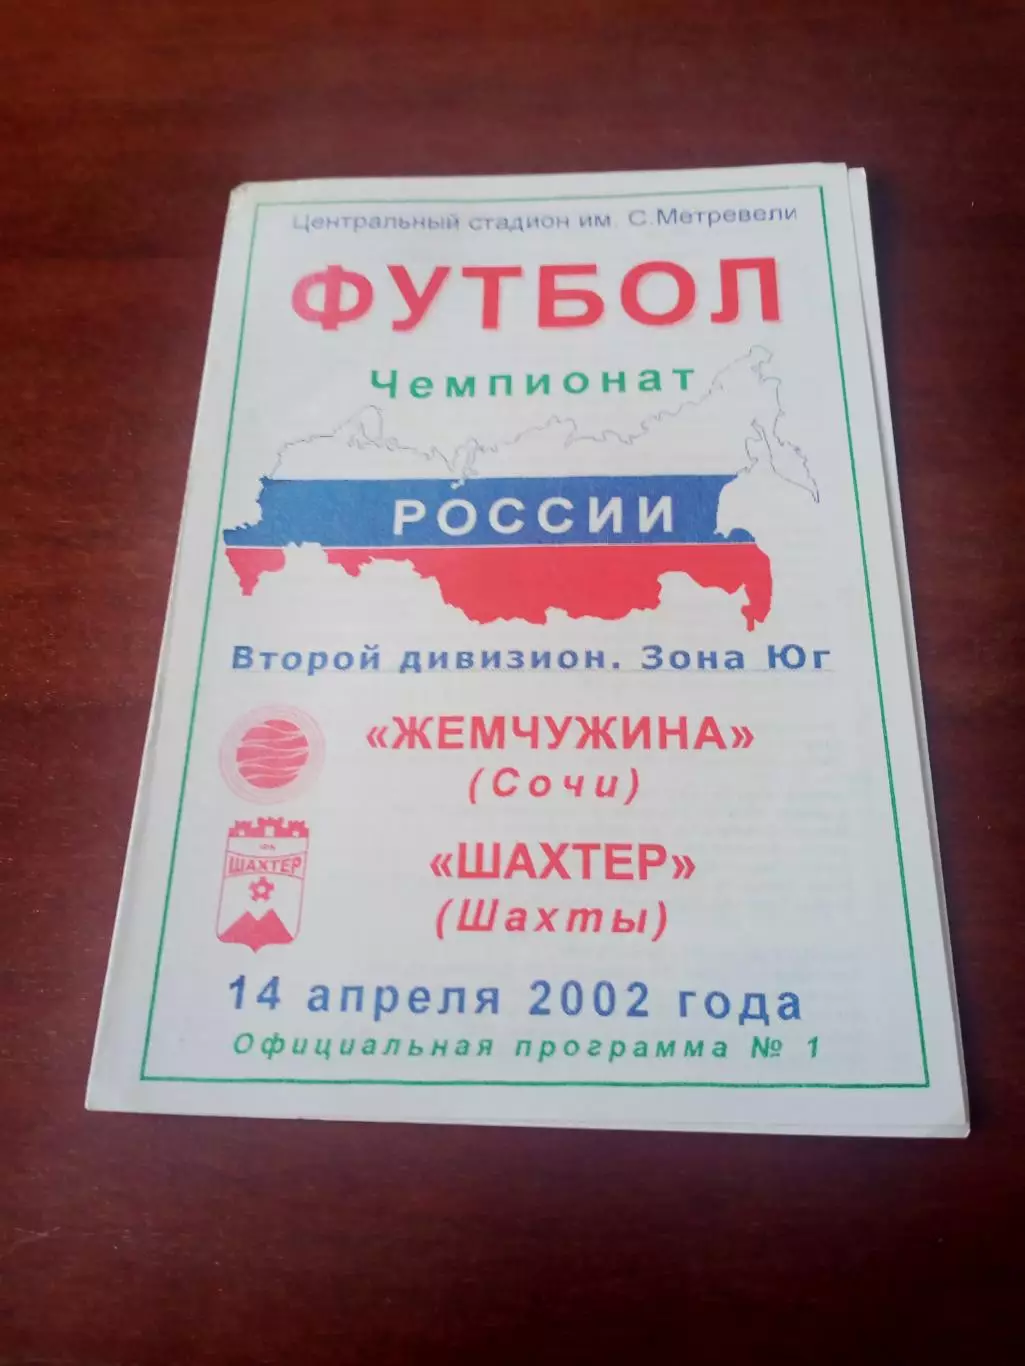 Центральный стадион им. С.Метревели
ФУТБОЛ
Чемпионат
РОССИИ
Второй дивизион. Зона Юг
«ЖЕМЧУЖИНА»
(Сочи)
ШАХТЕР
«ШАХТЕР»
(Шахты)
14 апреля 2002 года
Официальная программа № 1